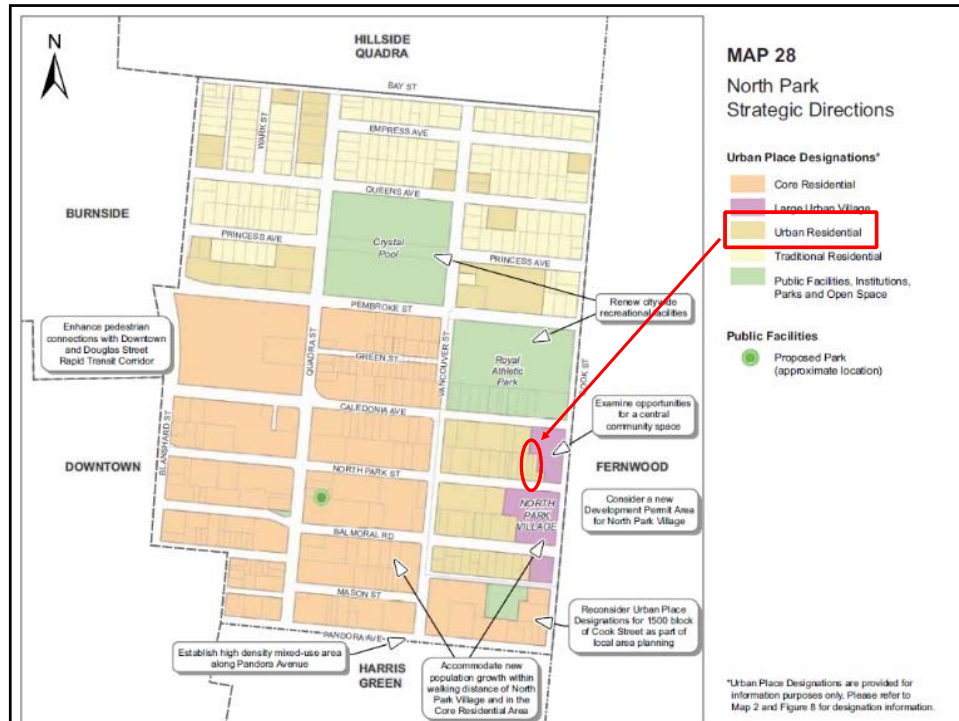 N
HILLSIDE
QUADRA
BAY ST
EMPRESS AVE
WARK ST
QUEENS AVE
BURNSIDE
PRINCESS AVE
Crystal
Pool
PRINCESS AVE
PEMBROKE ST
Renew citywide
recreational facilities
Enhance pedestrian
connections with Downtown
and Douglas Street
Rapid Transit Corridor
QUADRA ST
GREEN ST
VANCOUVER ST
Royal
Athletic
Park
COOK ST
CALEDONIA AVE
Examine opportunities
for a central
community space
BLANSHARD ST
DOWNTOWN
NORTH PARK ST
FERNWOOD
NORTH
PARK
VILLAGE
Consider a new
Development Permit Area
for North Park Village
BALMORAL RD
MASON ST
Reconsider Urban Place
Designations for 1500 block
of Cook Street as part of
local area planning
PANDORA AVE
Establish high density mixed-use area
along Pandora Avenue
HARRIS
GREEN
Accommodate new
population growth within
walking distance of North
Park Village and in the
Core Residential Area
MAP 28
North Park
Strategic Directions
Urban Place Designations*
Core Residential
Large Urban Village
Urban Residential
Traditional Residential
Public Facilities, Institutions,
Parks and Open Space
Public Facilities
Proposed Park
(approximate location)
*Urban Place Designations are provided for
information purposes only. Please refer to
Map 2 and Figure 8 for designation information.